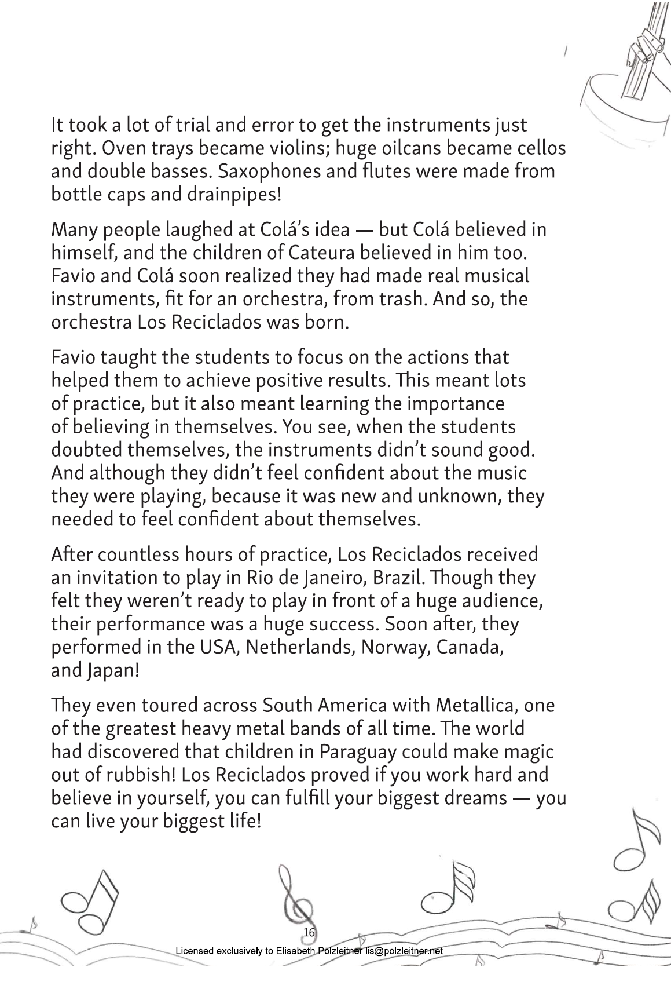 It took a lot of trial and error to get the instruments just
right. Oven trays became violins; huge oilcans became cellos
and double basses. Saxophones and flutes were made from
bottle caps and drainpipes!
Many people laughed at Colá’s idea — but Colá believed in
himself, and the children of Cateura believed in him too.
Favio and Colá soon realized they had made real musical
instruments, fit for an orchestra, from trash. And so, the
orchestra Los Reciclados was born.
Favio taught the students to focus on the actions that
helped them to achieve positive results. This meant lots
of practice, but it also meant learning the importance
of believing in themselves. You see, when the students
doubted themselves, the instruments didn’t sound good.
And although they didn’t feel confident about the music
they were playing, because it was new and unknown, they
needed to feel confident about themselves.
After countless hours of practice, Los Reciclados received
an invitation to play in Rio de Janeiro, Brazil. Though they
felt they weren’t ready to play in front of a huge audience,
their performance was a huge success. Soon after, they
performed in the USA, Netherlands, Norway, Canada,
and Japan!
They even toured across South America with Metallica, one
of the greatest heavy metal bands of all time. The world
had discovered that children in Paraguay could make magic
out of rubbish! Los Reciclados proved if you work hard and
believe in yourself, you can fulfill your biggest dreams — you
can live your biggest life!
16
Licensed exclusively to Elisabeth Pölzleitner lis@polzleitner.net